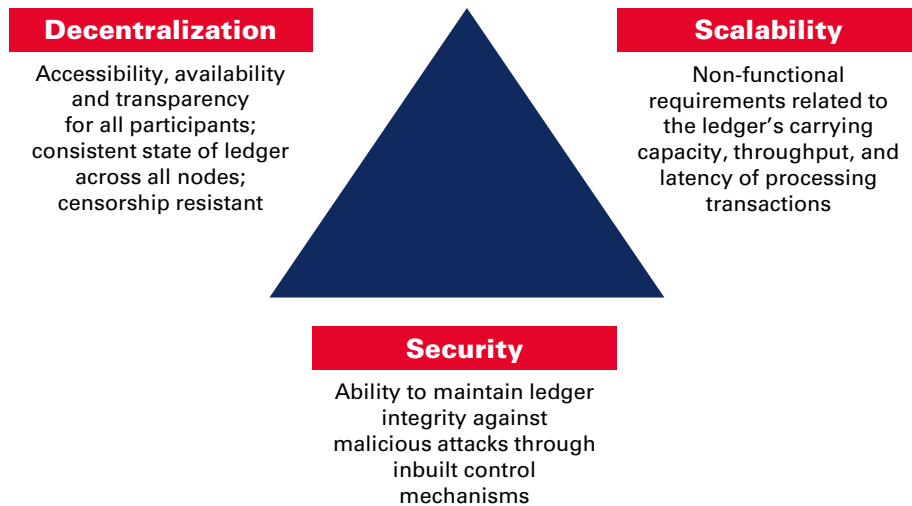 Decentralization
Accessibility, availability
and transparency
for all participants;
consistent state of ledger
across all nodes;
censorship resistant
Scalability
Non-functional
requirements related to
the ledger’s carrying
capacity, throughput, and
latency of processing
transactions
Security
Ability to maintain ledger
integrity against
malicious attacks through
inbuilt control
mechanisms